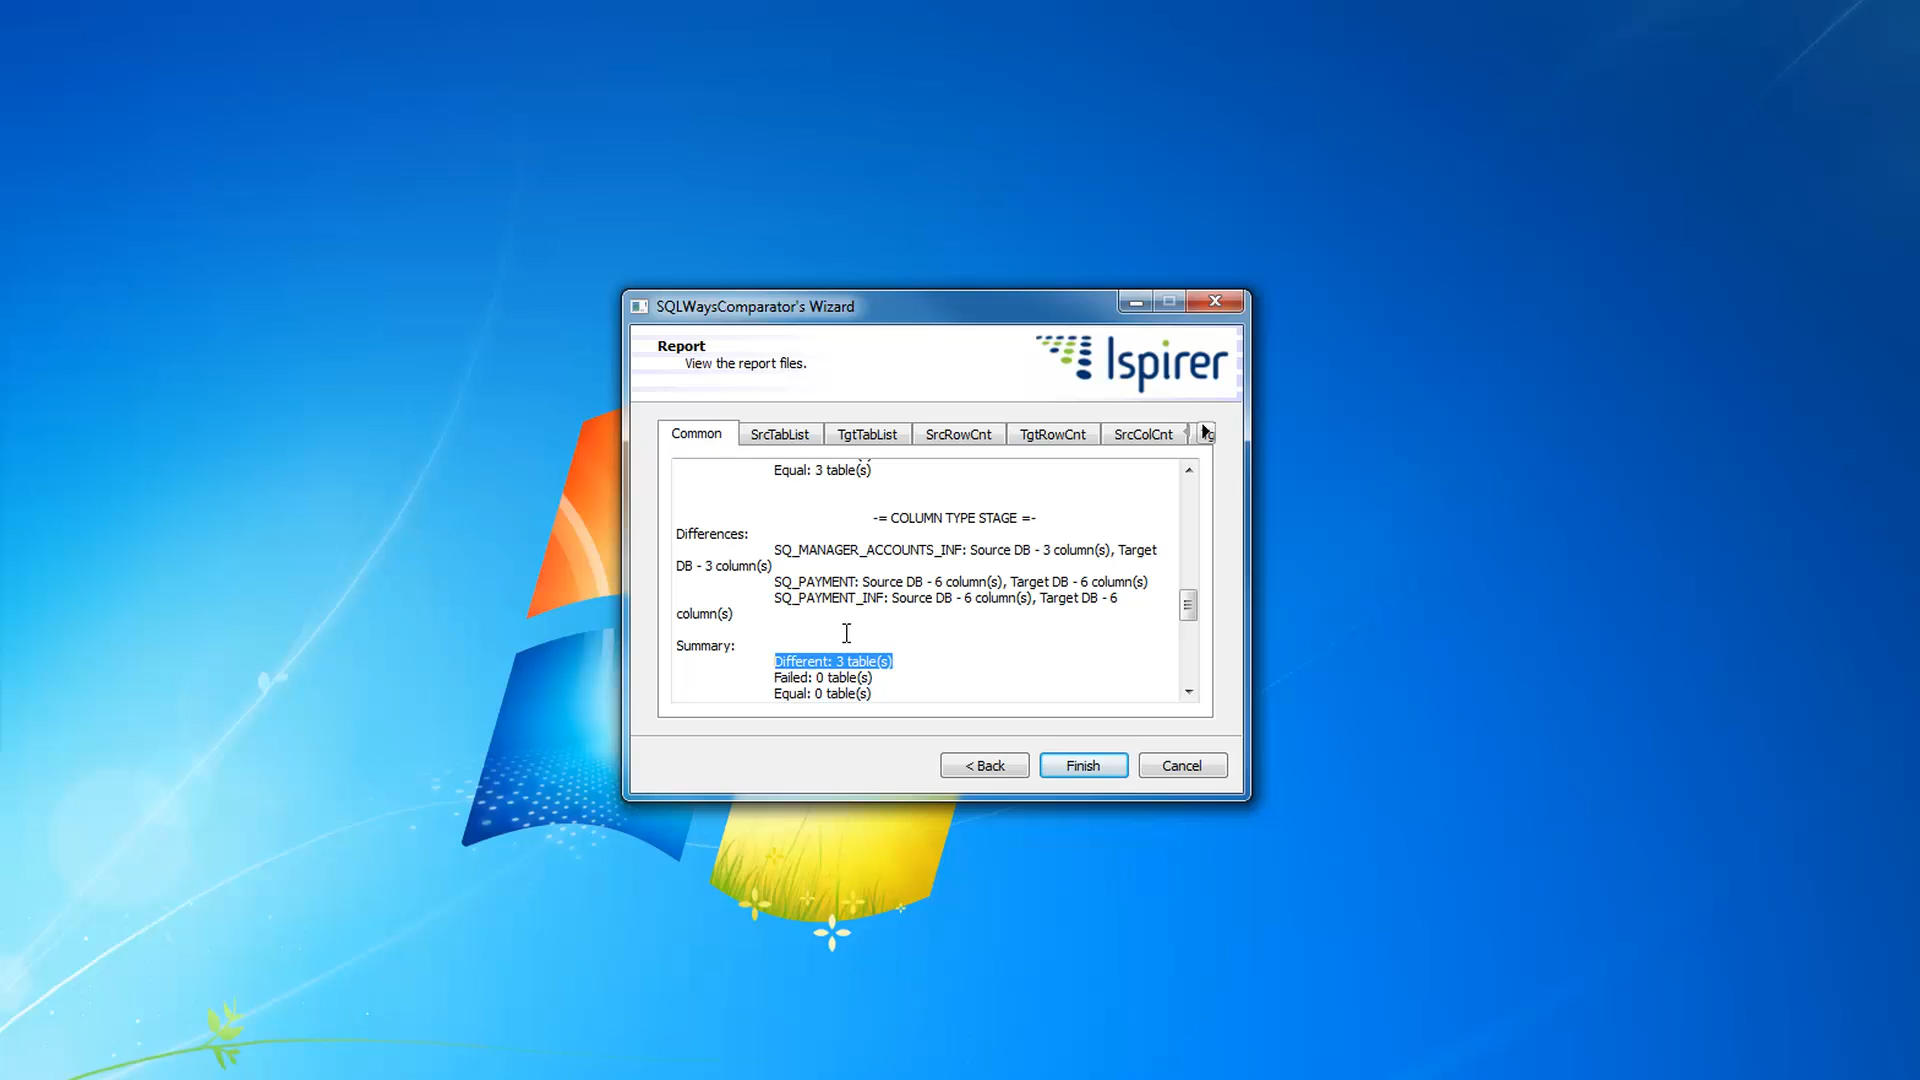 SQLWaysComparator's Wizard
Report
View the report files.
Ispirer
Common
SrcTabList
TgtTabList
SrcRowCnt
TgtRowCnt
SrcColCnt
Equal: 3 table(s)
-= COLUMN TYPE STAGE =-
Differences:
SQ_MANAGER_ACCOUNTS_INF: Source DB - 3 column(s), Target
DB - 3 column(s)
SQ_PAYMENT: Source DB - 6 column(s), Target DB - 6 column(s)
SQ_PAYMENT_INF: Source DB - 6 column(s), Target DB - 6
column(s)
Summary:
Different: 3 table(s)
Failed: 0 table(s)
Equal: 0 table(s)
< Back
Finish
Cancel